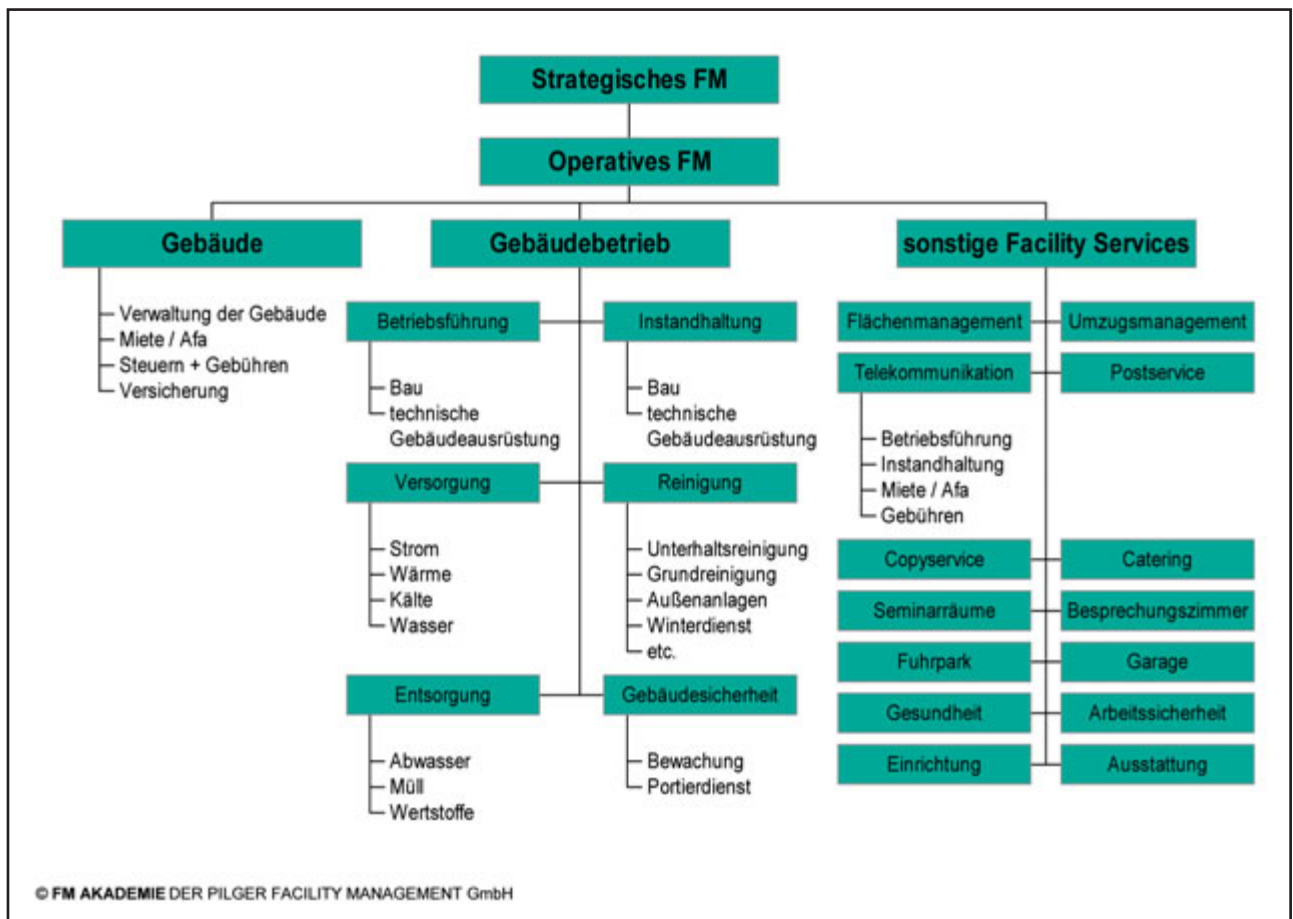 Strategisches FM
Operatives FM
Gebäude
Verwaltung der Gebäude
Miete / Afa
Steuern + Gebühren
Versicherung
Gebäudebetrieb
Betriebsführung
Bau
technische
Gebäudeausrüstung
Instandhaltung
Bau
technische
Gebäudeausrüstung
Versorgung
Strom
Wärme
Kälte
Wasser
Reinigung
Unterhaltsreinigung
Grundreinigung
Außenanlagen
Winterdienst
etc.
Entsorgung
Abwasser
Müll
Wertstoffe
Gebäudesicherheit
Bewachung
Portierdienst
sonstige Facility Services
Flächenmanagement
Umzugsmanagement
Telekommunikation
Betriebsführung
Instandhaltung
Miete / Afa
Gebühren
Postservice
Copyservice
Catering
Seminarräume
Besprechungszimmer
Fuhrpark
Garage
Gesundheit
Arbeitssicherheit
Einrichtung
Ausstattung
© FM AKADEMIE DER PILGER FACILITY MANAGEMENT GmbH